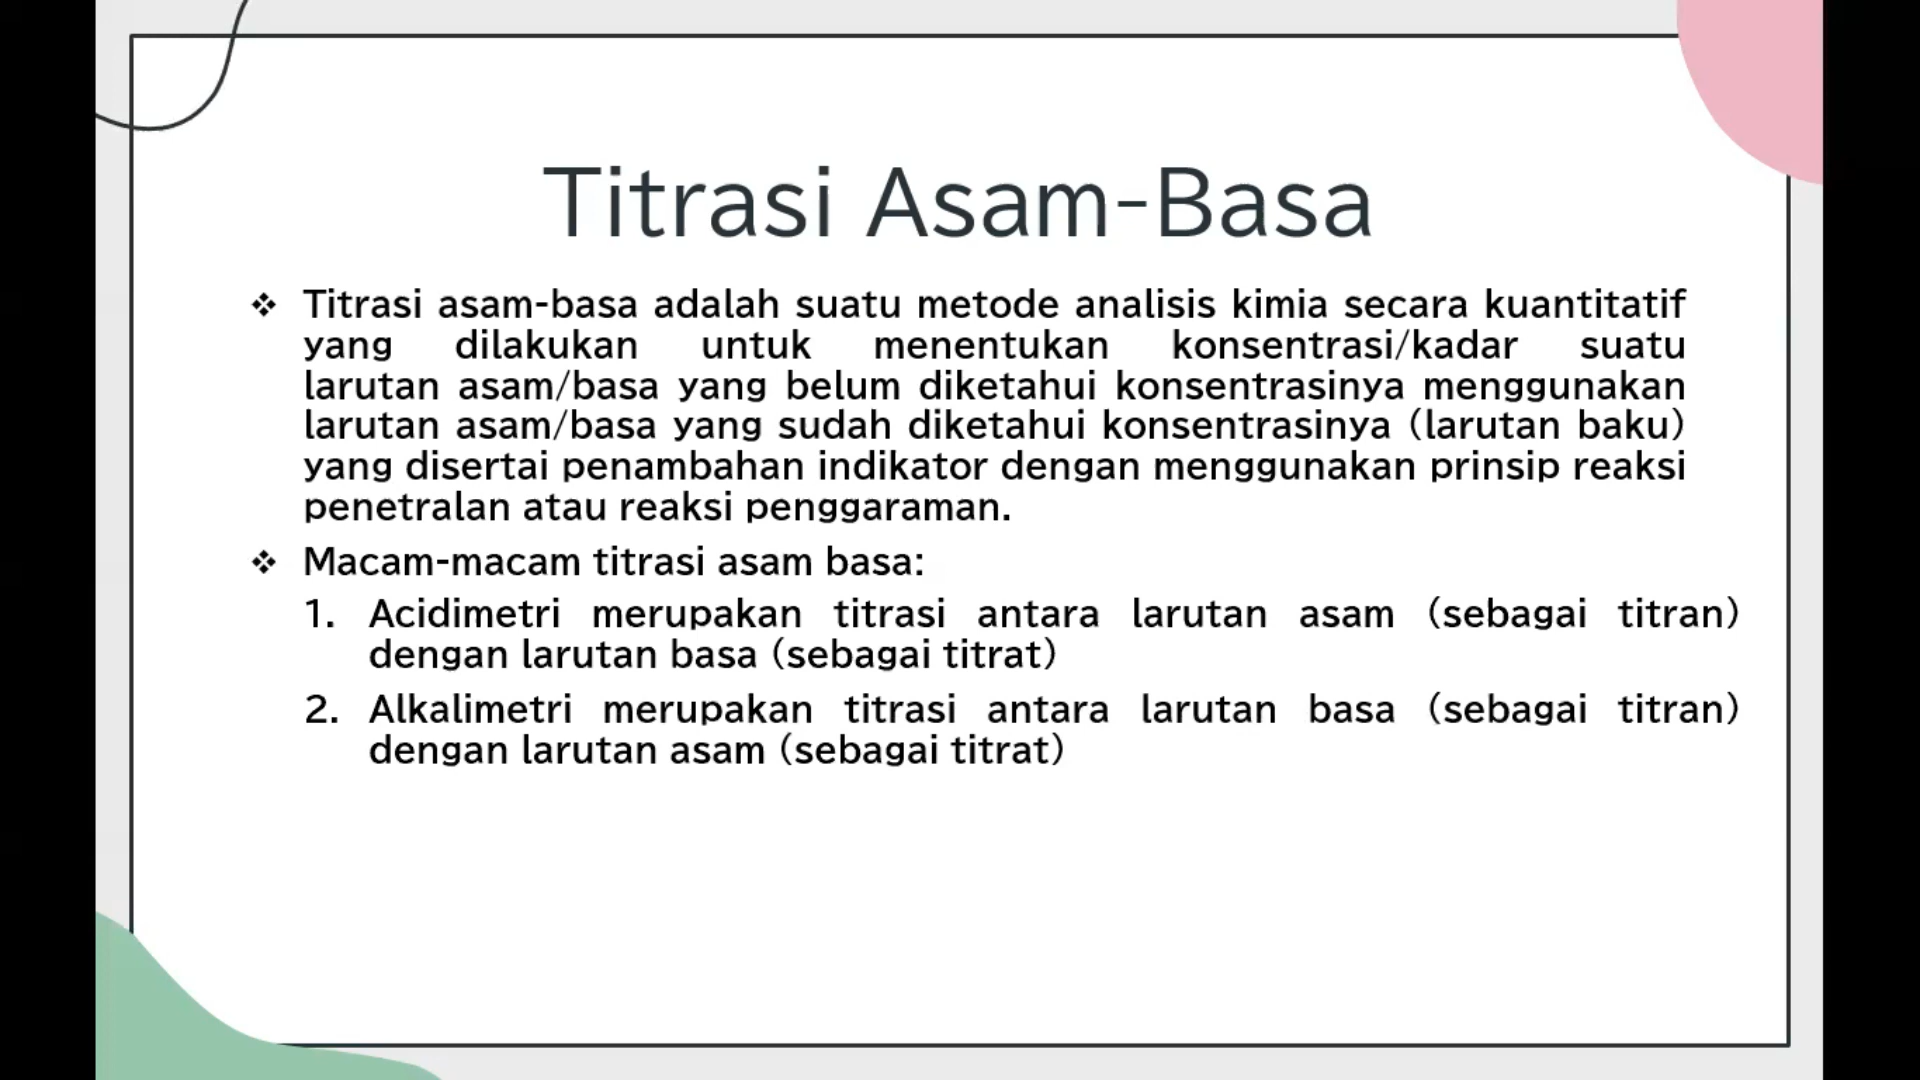 Titrasi Asam-Basa
❖ Titrasi asam-basa adalah suatu metode analisis kimia secara kuantitatif
yang dilakukan untuk menentukan konsentrasi/kadar suatu
larutan asam/basa yang belum diketahui konsentrasinya menggunakan
larutan asam/basa yang sudah diketahui konsentrasinya (larutan baku)
yang disertai penambahan indikator dengan menggunakan prinsip reaksi
penetralan atau reaksi penggaraman.
❖ Macam-macam titrasi asam basa:
1. Acidimetri merupakan titrasi antara larutan asam (sebagai titran)
dengan larutan basa (sebagai titrat)
2. Alkalimetri merupakan titrasi antara larutan basa (sebagai titran)
dengan larutan asam (sebagai titrat)